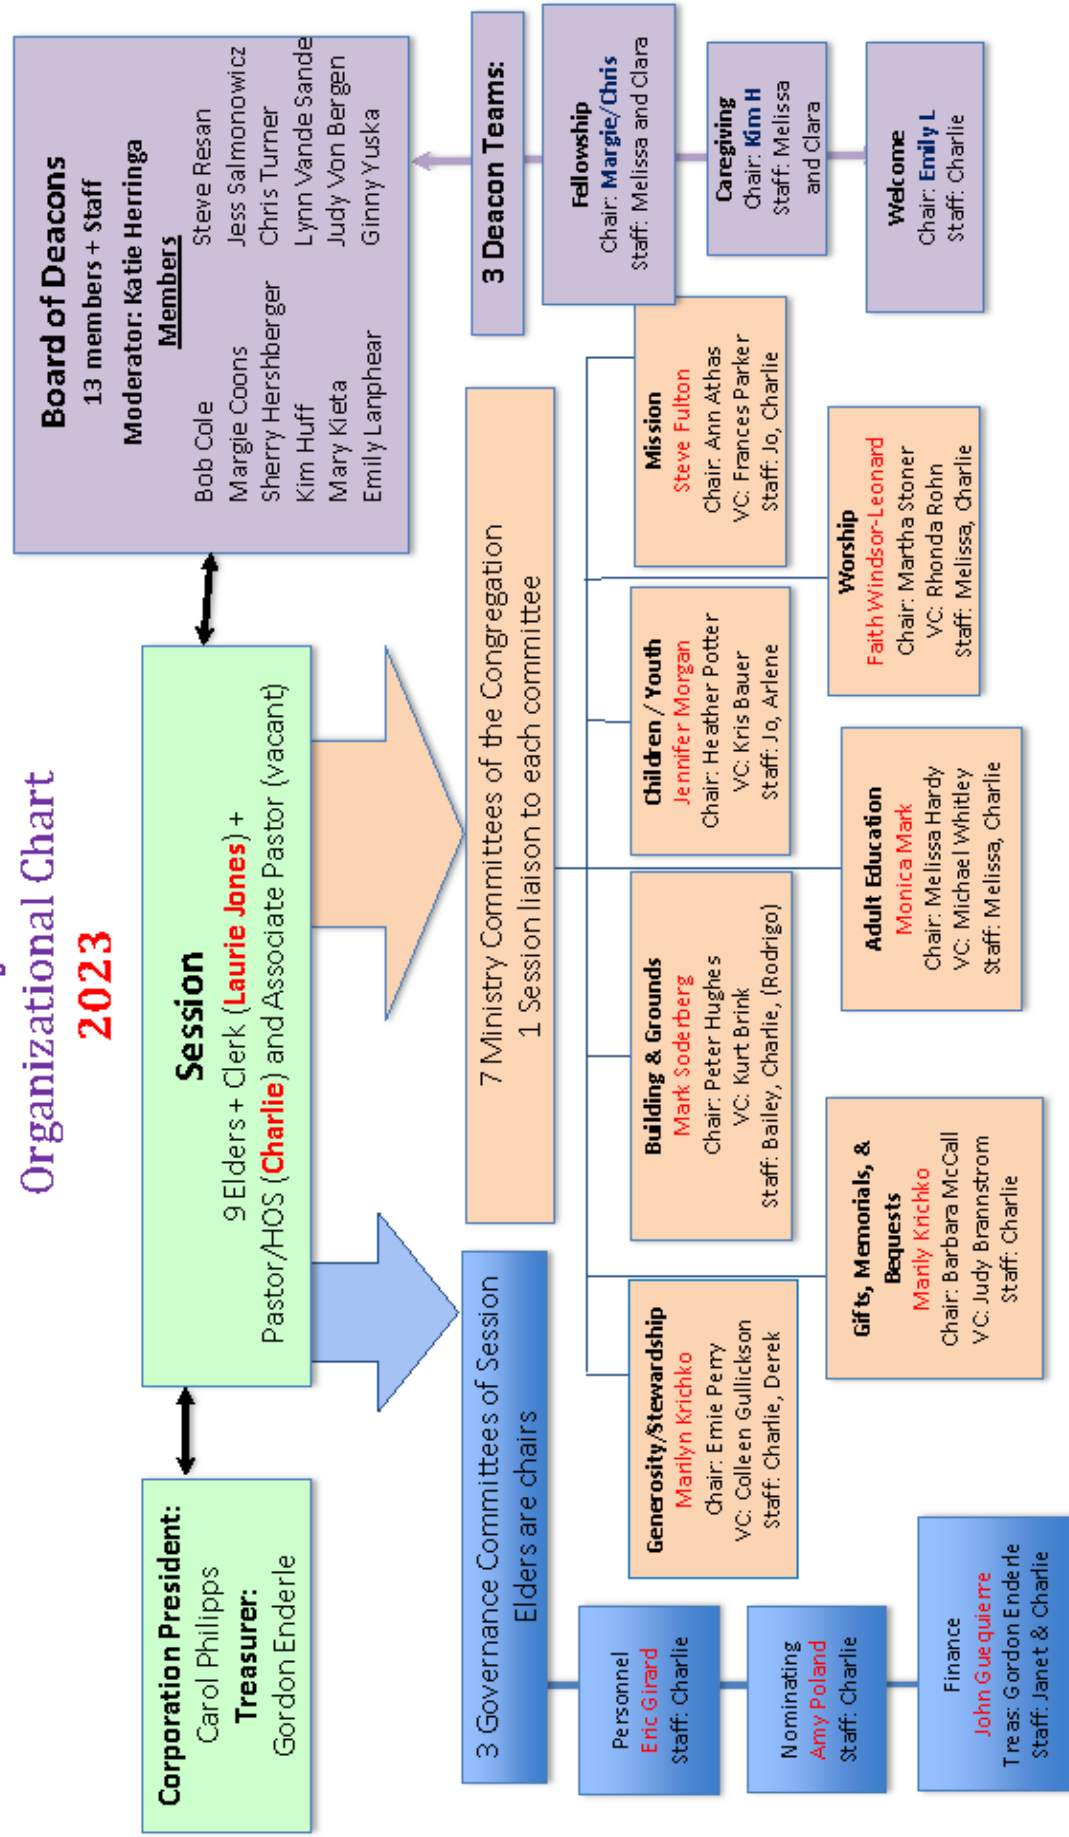 Organizational Chart
2023
Corporation President:
Carol Philipps
Treasurer:
Gordon Enderle
Session
9 Elders + Clerk (Laurie Jones) +
Pastor/HOS (Charlie) and Associate Pastor (vacant)
Board of Deacons
13 members + Staff
Moderator: Katie Herringa
Members
Bob Cole
Margie Coons
Sherry Hershberger
Kim Huff
Mary Kieta
Emily Lanphear
Steve Resan
Jess Salmonowicz
Chris Turner
Lynn Vande Sande
Judy Von Bergen
Ginny Yuska
3 Governance Committees of Session
Elders are chairs
Personnel
Eric Girard
Staff: Charlie
Nominating
Amy Poland
Staff: Charlie
Finance
John Guequierre
Treas: Gordon Enderle
Staff: Janet & Charlie
7 Ministry Committees of the Congregation
1 Session liaison to each committee
Generosity/Stewardship
Marilyn Krichko
Chair: Ernie Perry
VC: Colleen Gullickson
Staff: Charlie, Derek
Gifts, Memorials, &
Bequests
Marily Krichko
Chair: Barbara McCall
VC: Judy Brannstrom
Staff: Charlie
Building & Grounds
Mark Soderberg
Chair: Peter Hughes
VC: Kurt Brink
Staff: Bailey, Charlie, (Rodrigo)
Adult Education
Monica Mark
Chair: Melissa Hardy
VC: Michael Whitley
Staff: Melissa, Charlie
Children / Youth
Jennifer Morgan
Chair: Heather Potter
VC: Kris Bauer
Staff: Jo, Arlene
Worship
Faith Windsor-Leonard
Chair: Martha Stoner
VC: Rhonda Rohn
Staff: Melissa, Charlie
Mission
Steve Fulton
Chair: Ann Athas
VC: Frances Parker
Staff: Jo, Charlie
3 Deacon Teams:
Fellowship
Chair: Margie/Chris
Staff: Melissa and Clara
Caregiving
Chair: Kim H
Staff: Melissa
and Clara
Welcome
Chair: Emily L
Staff: Charlie